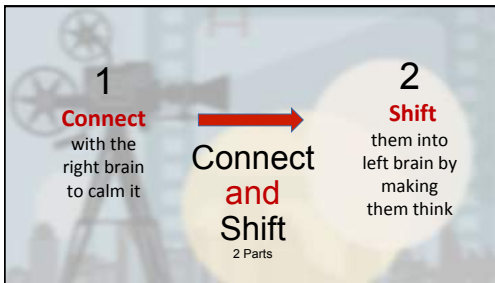 1
Connect
with the
right brain
to calm it
Connect
and
Shift
2 Parts
2
Shift
them into
left brain by
making
them think